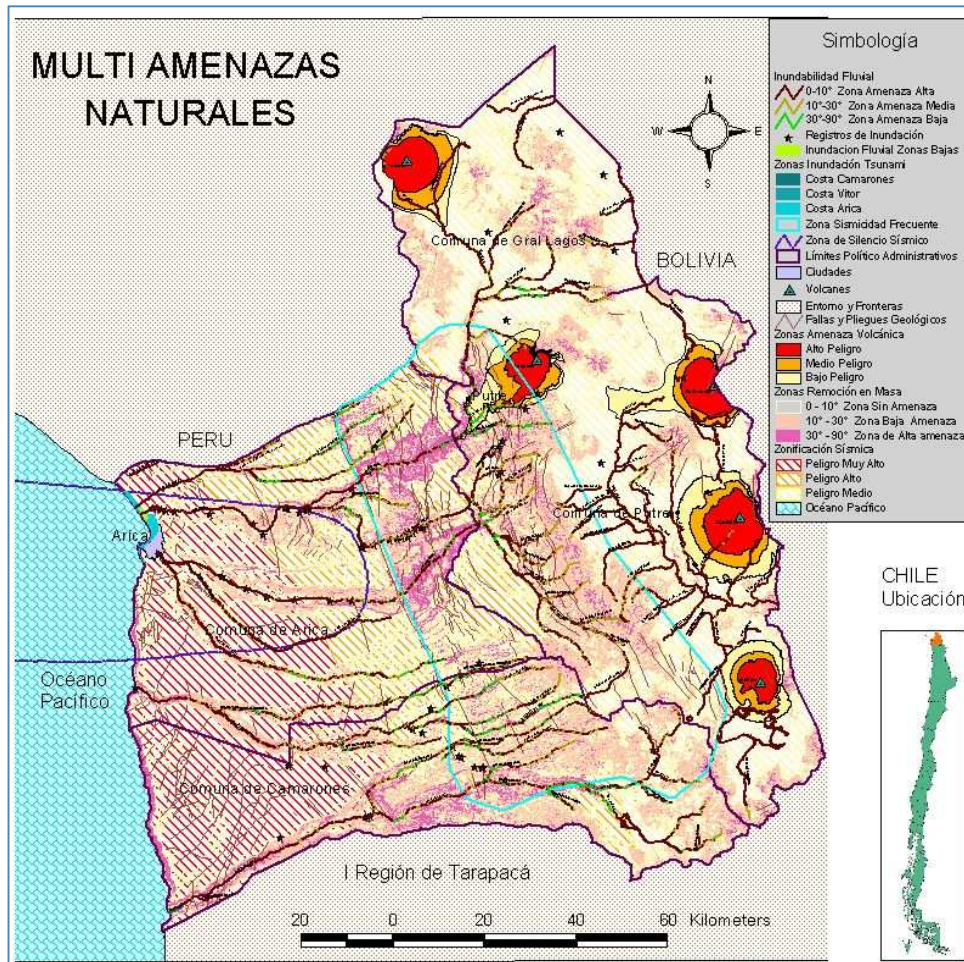 MULTI AMENAZAS
NATURALES
N
W
E
S
Comuna de Gral Lagos
BOLIVIA
Putre
PERU
Comuna de Putre
Arica
Comuna de Arica
Océano
Pacífico
Comuna de Camarones
I Región de Tarapacá
20 0 20 40 60 Kilometers
Simbología
Inundabilidad Fluvial
0-10° Zona Amenaza Alta
10°-30° Zona Amenaza Media
30°-90° Zona Amenaza Baja
Registros de Inundación
Inundacion Fluvial Zonas Bajas
Zonas Inundación Tsunami
Costa Camarones
Costa Vitor
Costa Arica
Zona Sismicidad Frecuente
Zona de Silencio Sísmico
Límites Político Administrativos
Ciudades
Volcanes
Entorno y Fronteras
Fallas y Pliegues Geológicos
Zonas Amenaza Volcánica
Alto Peligro
Medio Peligro
Bajo Peligro
Zonas Remoción en Masa
0 - 10° Zona Sin Amenaza
10° - 30° Zona Baja Amenaza
30° - 90° Zona de Alta amenaza
Zonificación Sísmica
Peligro Muy Alto
Peligro Alto
Peligro Medio
Océano Pacífico
CHILE
Ubicación